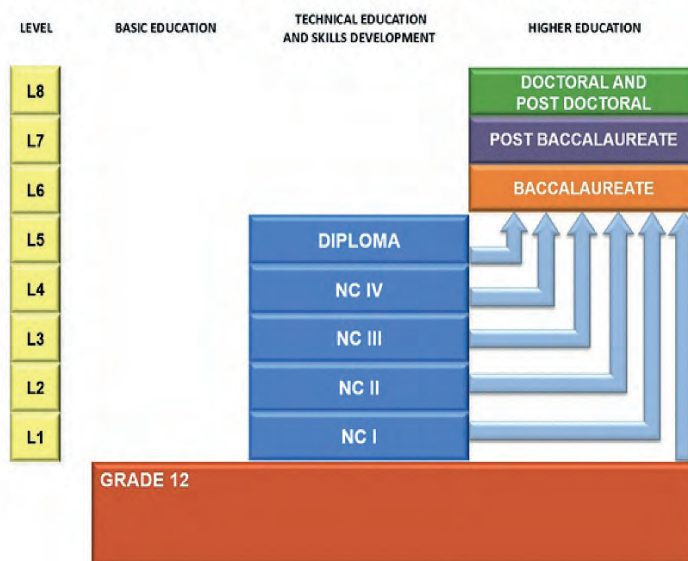 LEVEL
BASIC EDUCATION
TECHNICAL EDUCATION
AND SKILLS DEVELOPMENT
HIGHER EDUCATION
L8
DOCTORAL AND
POST DOCTORAL
L7
POST BACCALAUREATE
L6
BACCALAUREATE
L5
DIPLOMA
L4
NC IV
L3
NC III
L2
NC II
L1
NC I
GRADE 12